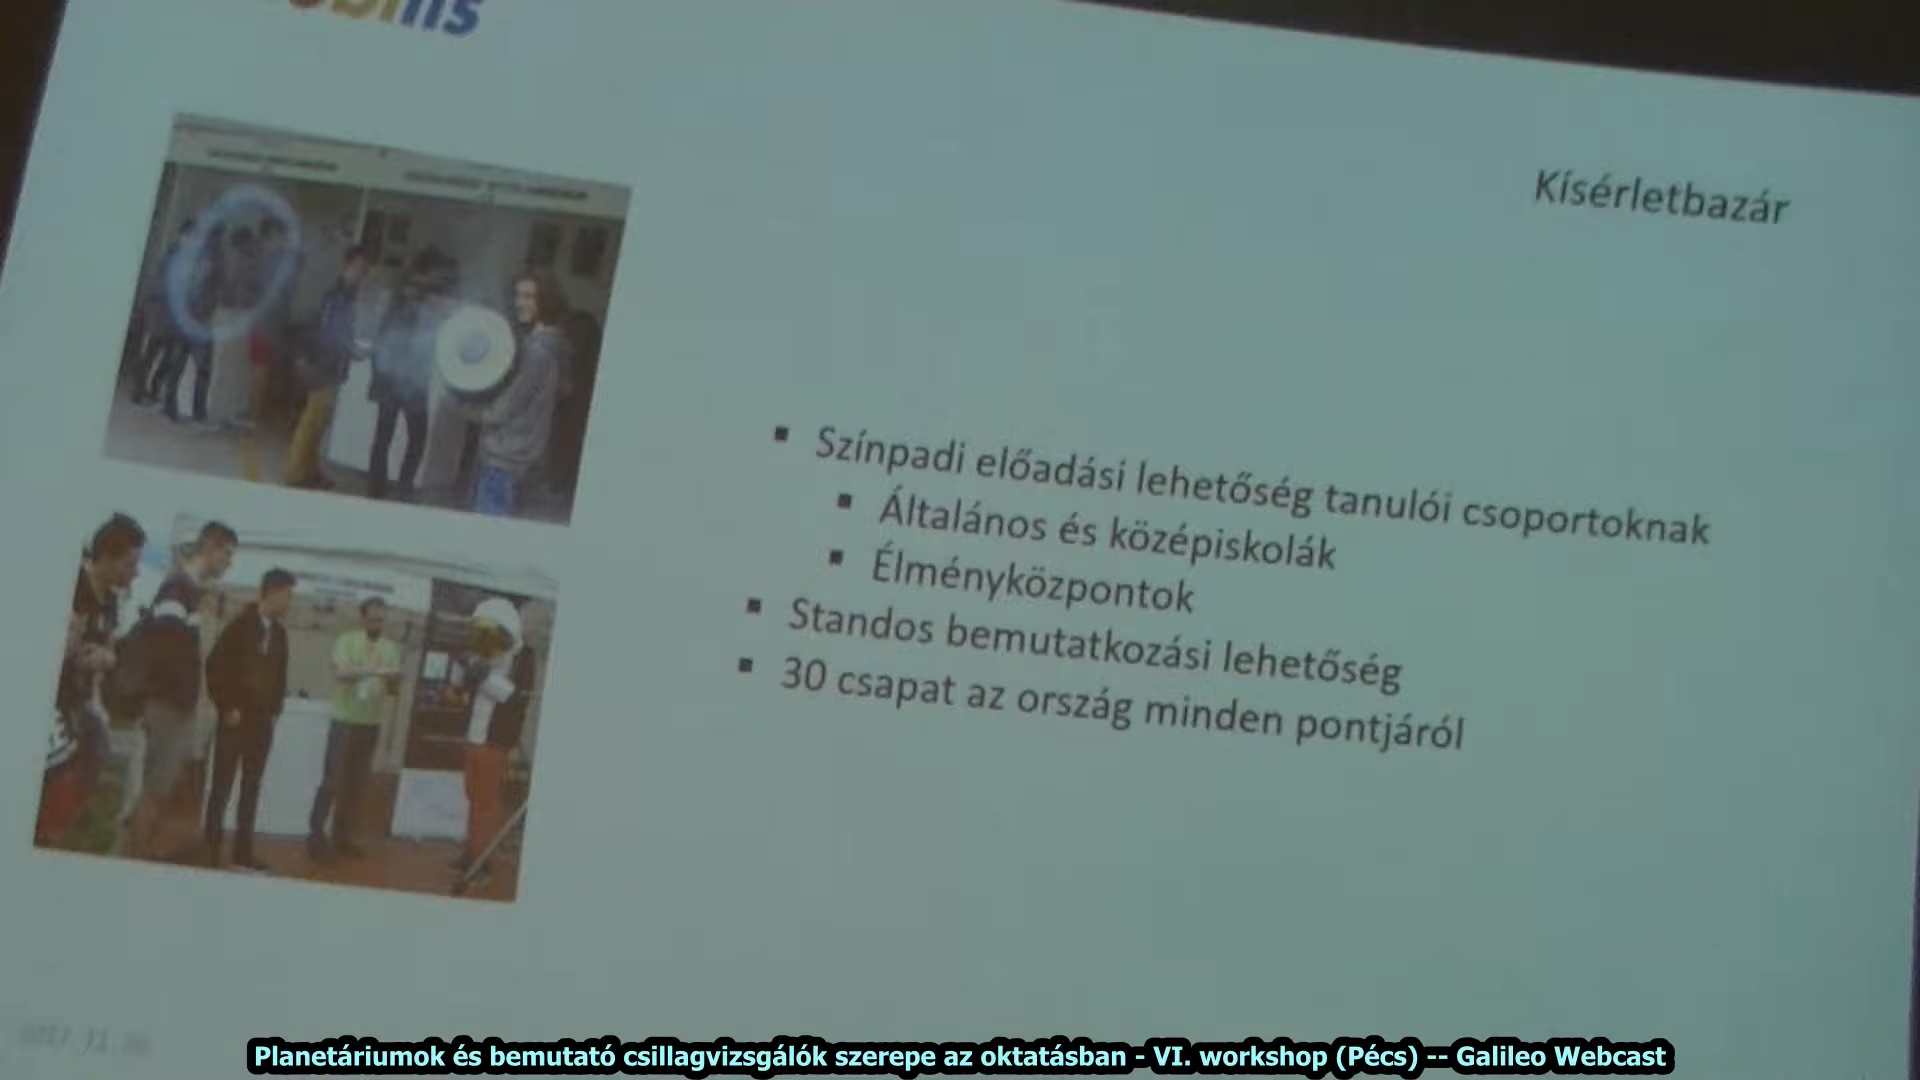 Kísérletbazár
▪ Színpadi előadási lehetőség tanulói csoportoknak
▪ Általános és középiskolák
▪ Élményközpontok
▪ Standos bemutatkozási lehetőség
▪ 30 csapat az ország minden pontjáról
Planetáriumok és bemutató csillagvizsgálók szerepe az oktatásban - VI. workshop (Pécs) -- Galileo Webcast